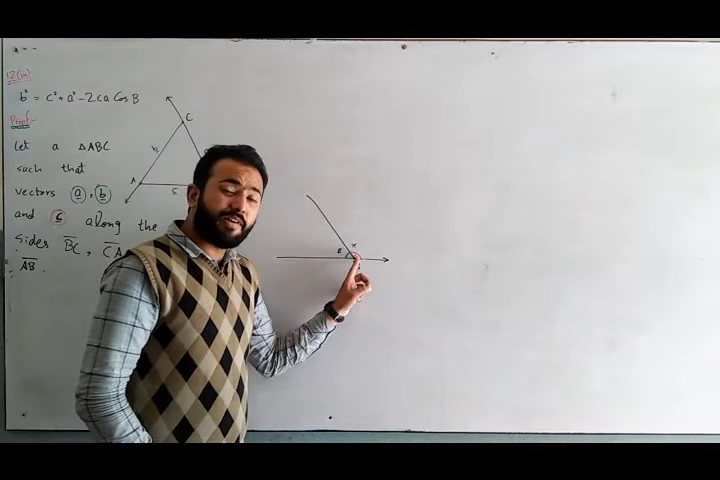 12(ii)
b² = c² + a² - 2ca Cos B
Proof:-
Let a △ABC
such that
vectors a, b
and c along the
sides BC, CA
AB.
C
b
A
c
B
π